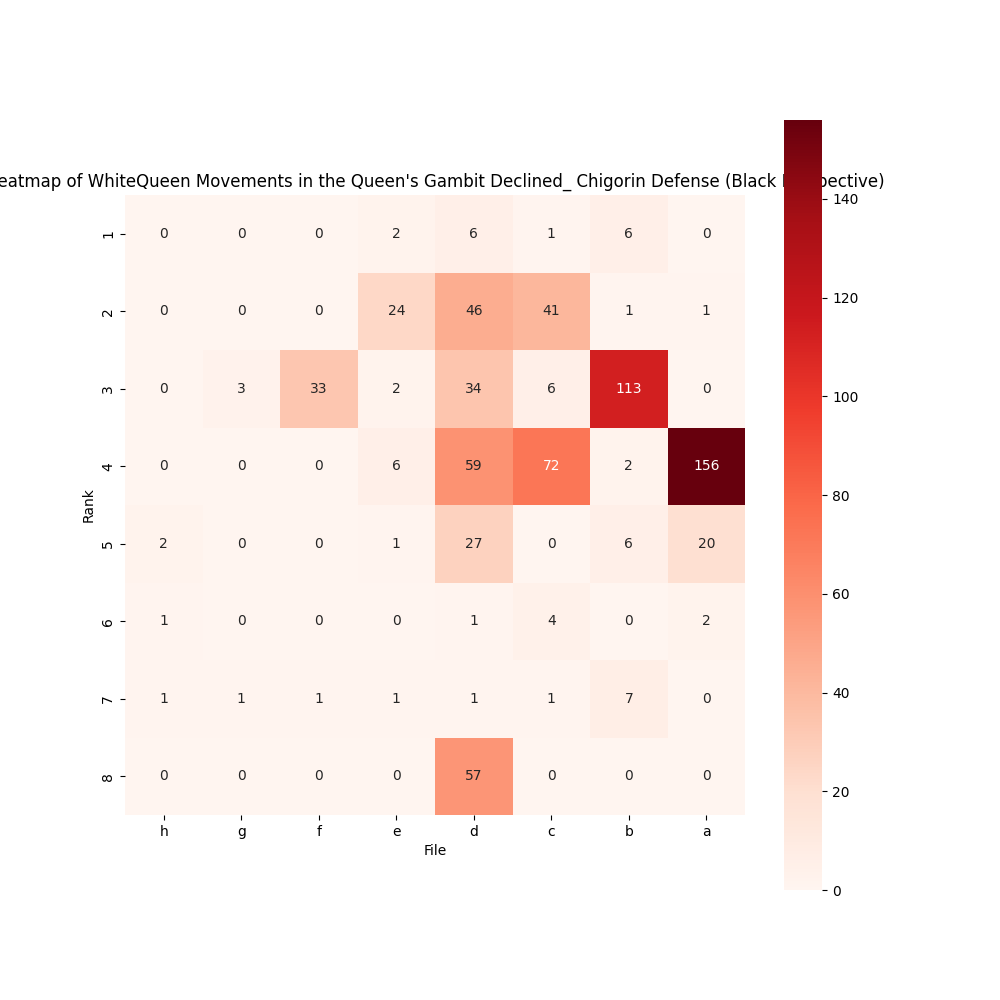 eatmap of WhiteQueen Movements in the Queen's Gambit Declined_ Chigorin Defense (Black Perspective)
1 0 0 0 2 6 1 6 0
2 0 0 0 24 46 41 1 1
3 0 3 33 2 34 6 113 0
4 0 0 0 6 59 72 2 156
Rank
5 2 0 0 1 27 0 6 20
6 1 0 0 0 1 4 0 2
7 1 1 1 1 1 1 7 0
8 0 0 0 0 57 0 0 0
h g f e d c b a
File
140
120
100
80
60
40
20
0